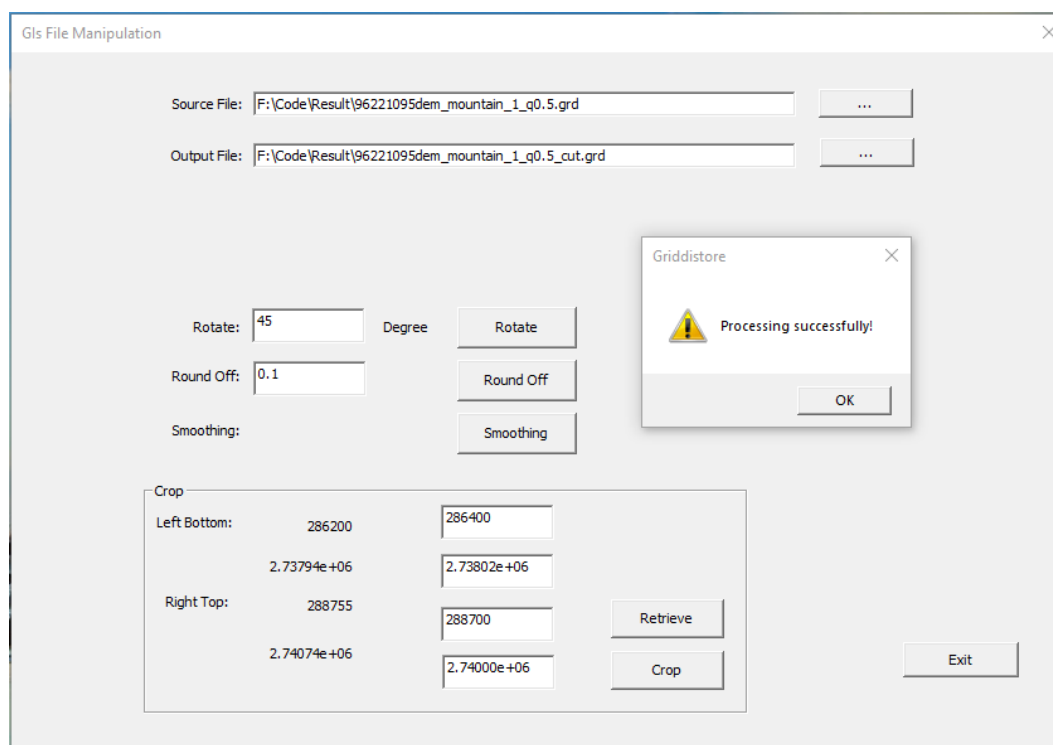 GIs File Manipulation
Source File: F:\Code\Result\96221095dem_mountain_1_q0.5.grd ...
Output File: F:\Code\Result\96221095dem_mountain_1_q0.5_cut.grd ...
Griddistore
Processing successfully!
OK
Rotate: 45 Degree Rotate
Round Off: 0.1 Round Off
Smoothing: Smoothing
Crop
Left Bottom: 286200 286400
2.73794e+06 2.73802e+06
Right Top: 288755 288700 Retrieve
2.74074e+06 2.74000e+06 Crop
Exit